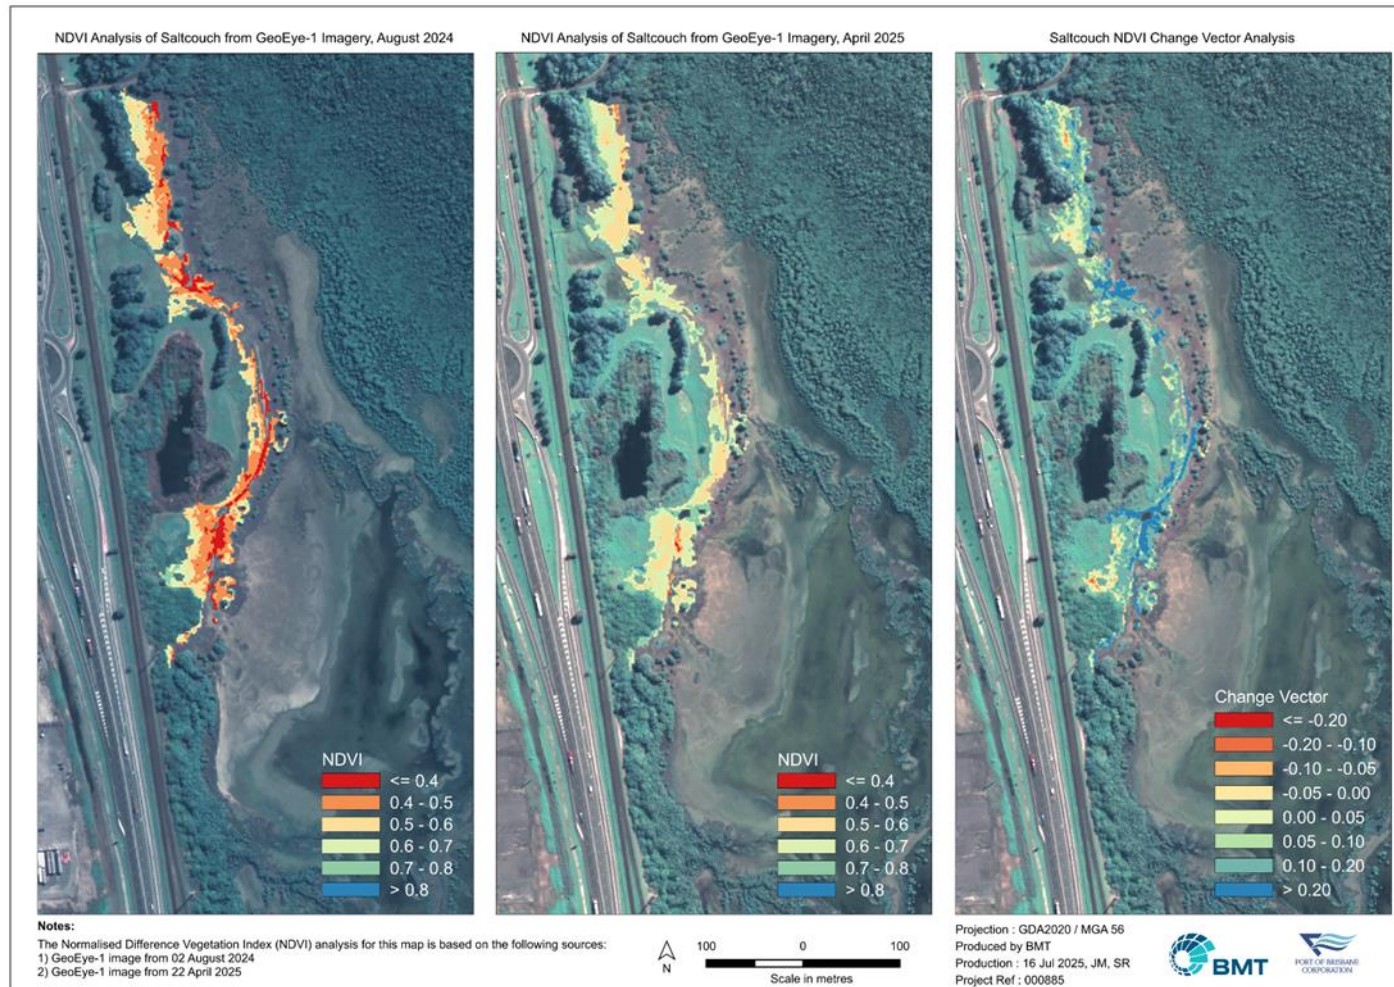 NDVI Analysis of Saltcouch from GeoEye-1 Imagery, August 2024
NDVI Analysis of Saltcouch from GeoEye-1 Imagery, April 2025
Saltcouch NDVI Change Vector Analysis
NDVI
<= 0.4
0.4 - 0.5
0.5 - 0.6
0.6 - 0.7
0.7 - 0.8
> 0.8
NDVI
<= 0.4
0.4 - 0.5
0.5 - 0.6
0.6 - 0.7
0.7 - 0.8
> 0.8
Change Vector
<= -0.20
-0.20 - -0.10
-0.10 - -0.05
-0.05 - 0.00
0.00 - 0.05
0.05 - 0.10
0.10 - 0.20
> 0.20
Notes:
The Normalised Difference Vegetation Index (NDVI) analysis for this map is based on the following sources:
1) GeoEye-1 image from 02 August 2024
2) GeoEye-1 image from 22 April 2025
N
100 0 100
Scale in metres
Projection : GDA2020 / MGA 56
Produced by BMT
Production : 16 Jul 2025, JM, SR
Project Ref : 000885
BMT
PORT OF BRISBANE
CORPORATION